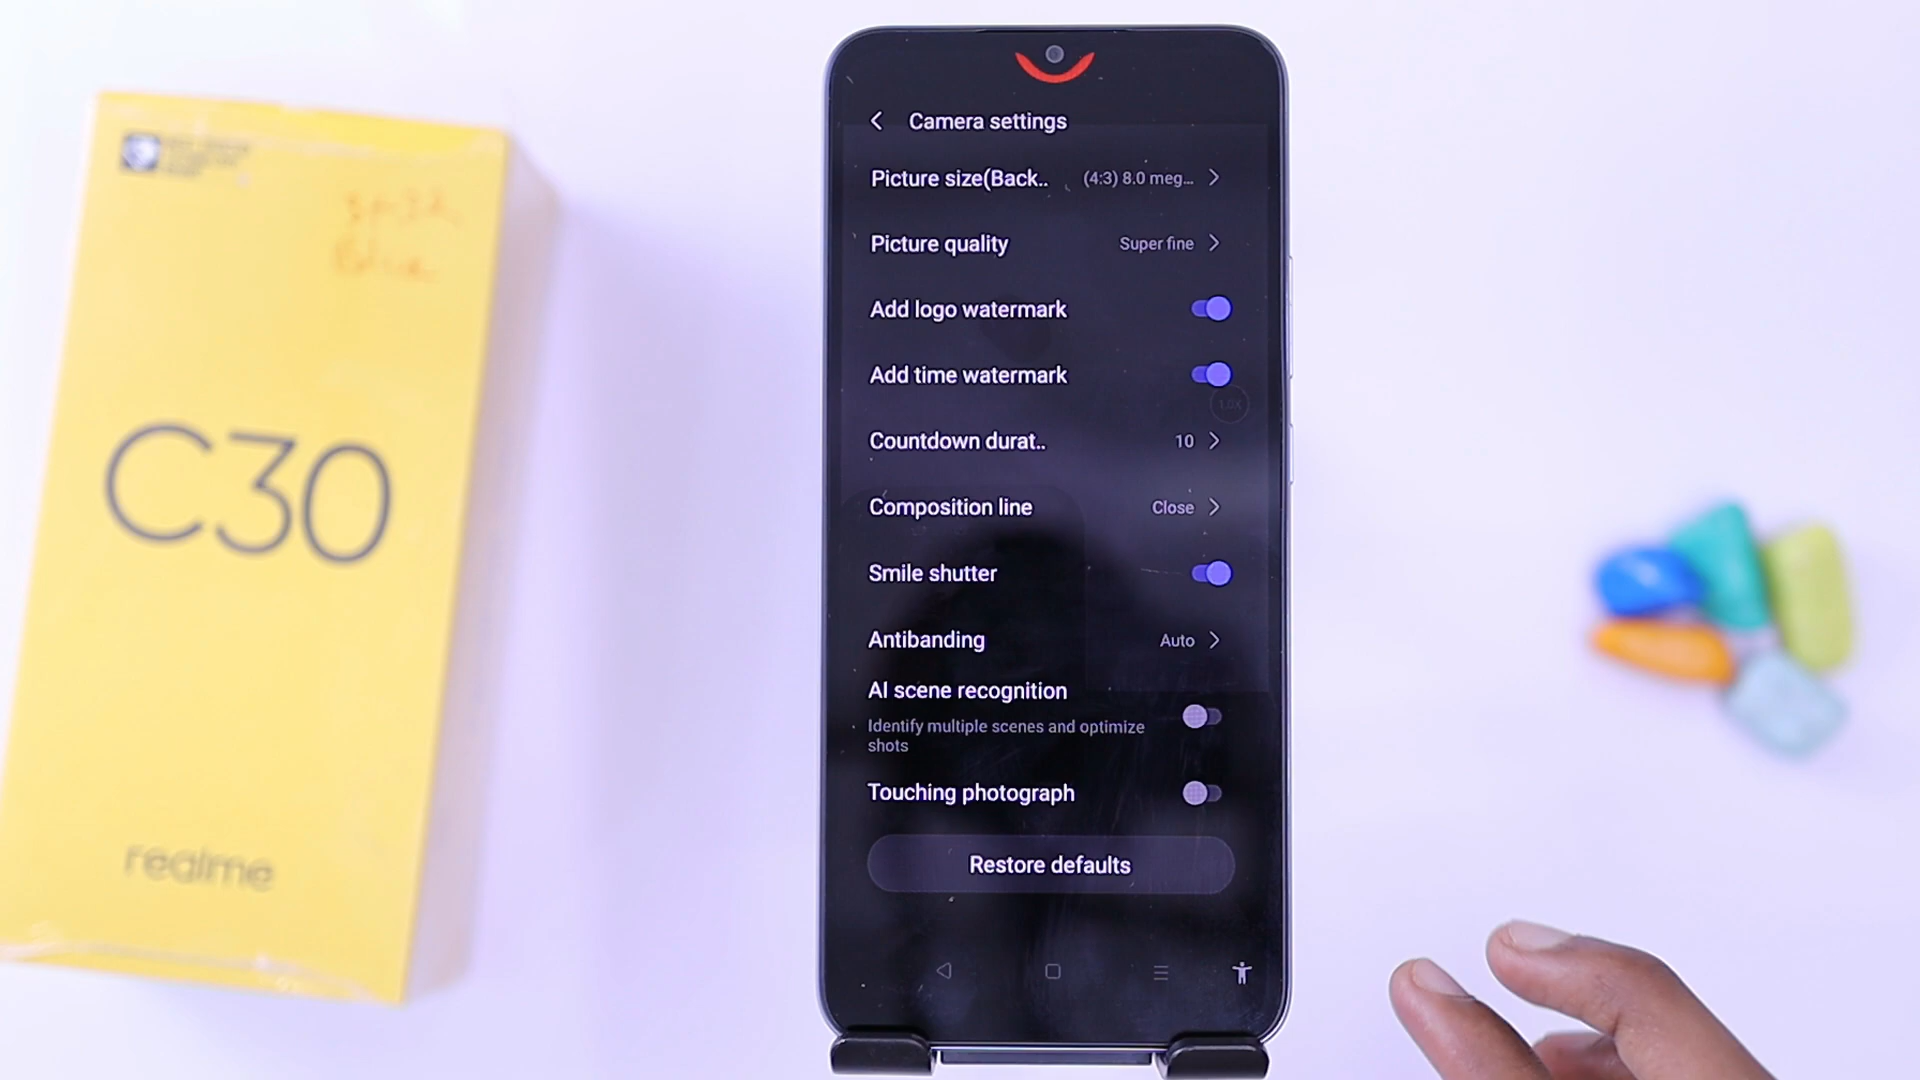 C30
realme
Camera settings
Picture size(Back.. (4:3) 8.0 meg...
Picture quality Super fine
Add logo watermark
Add time watermark
1.0X
Countdown durat.. 10
Composition line Close
Smile shutter
Antibanding Auto
AI scene recognition
Identify multiple scenes and optimize
shots
Touching photograph
Restore defaults